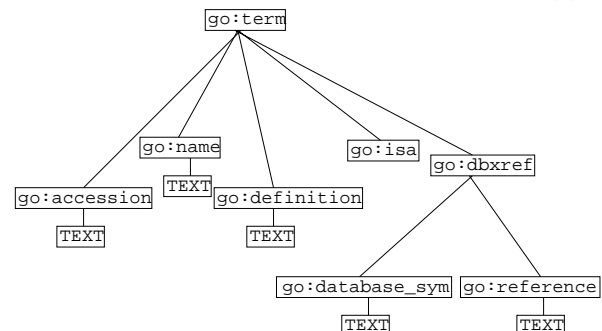 go:term
go:name
go:isa
go:dbxref
TEXT
go:accession
go:definition
TEXT
TEXT
go:database_sym
go:reference
TEXT
TEXT